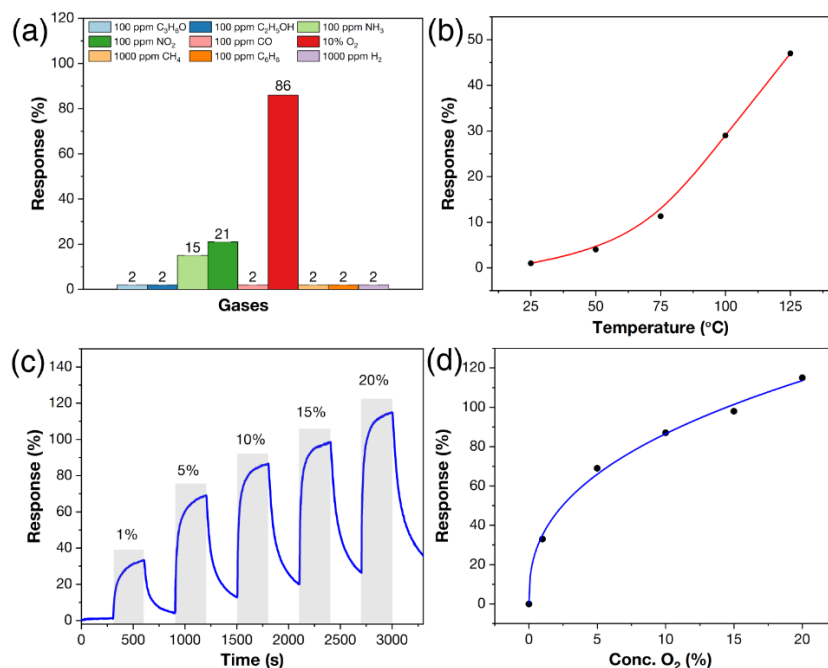 (a)
100 ppm C₃H₆O 100 ppm C₂H₅OH 100 ppm NH₃
100 ppm NO₂ 100 ppm CO 10% O₂
1000 ppm CH₄ 100 ppm C₆H₆ 1000 ppm H₂
120
100
80
60
40
20
0
Response (%)
2 2 15 21 2 86 2 2 2
Gases
(b)
50
40
30
20
10
0
Response (%)
25 50 75 100 125
Temperature (°C)
(c)
140
120
100
80
60
40
20
0
Response (%)
1%
5%
10%
15%
20%
0 500 1000 1500 2000 2500 3000
Time (s)
(d)
120
100
80
60
40
20
0
Response (%)
0 5 10 15 20
Conc. O₂ (%)